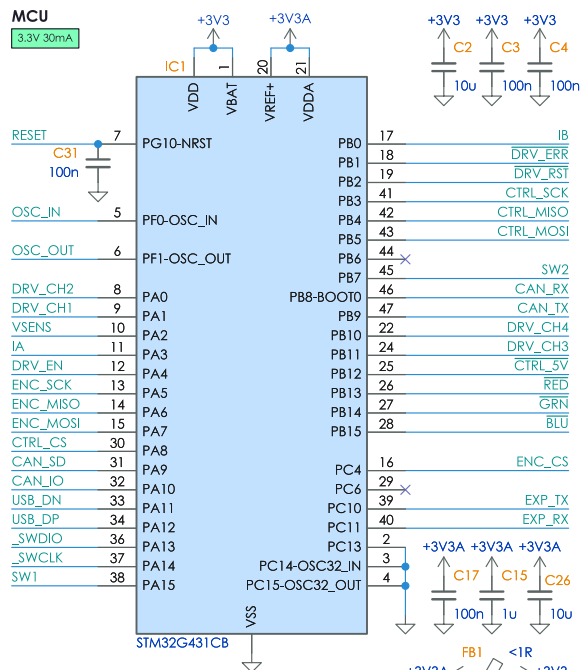 MCU
3.3V 30mA
+3V3 +3V3A +3V3 +3V3 +3V3
IC1 1 20 21 C2 C3 C4
VDD VBAT VREF+ VDDA
10u 100n 100n
RESET 7 PG10-NRST
C31
100n
OSC_IN 5 PF0-OSC_IN
OSC_OUT 6 PF1-OSC_OUT
DRV_CH2 8 PA0
DRV_CH1 9 PA1
VSENS 10 PA2
IA 11 PA3
DRV_EN 12 PA4
ENC_SCK 13 PA5
ENC_MISO 14 PA6
ENC_MOSI 15 PA7
CTRL_CS 30 PA8
CAN_SD 31 PA9
CAN_IO 32 PA10
USB_DN 33 PA11
USB_DP 34 PA12
_SWDIO 36 PA13
_SWCLK 37 PA14
SW1 38 PA15
PB0 17 IB
PB1 18 DRV_ERR
PB2 19 DRV_RST
PB3 41 CTRL_SCK
PB4 42 CTRL_MISO
PB5 43 CTRL_MOSI
PB6 44
PB7 45 SW2
PB8-BOOT0 46 CAN_RX
PB9 47 CAN_TX
PB10 22 DRV_CH4
PB11 24 DRV_CH3
PB12 25 CTRL_5V
PB13 26 RED
PB14 27 GRN
PB15 28 BLU
PC4 16 ENC_CS
PC6 29
PC10 39 EXP_TX
PC11 40 EXP_RX
PC13 2
PC14-OSC32_IN 3
PC15-OSC32_OUT 4
VSS
STM32G431CB
+3V3A +3V3A +3V3A
C17 C15 C26
100n 1u 10u
FB1 <1R
+3V3A +3V3